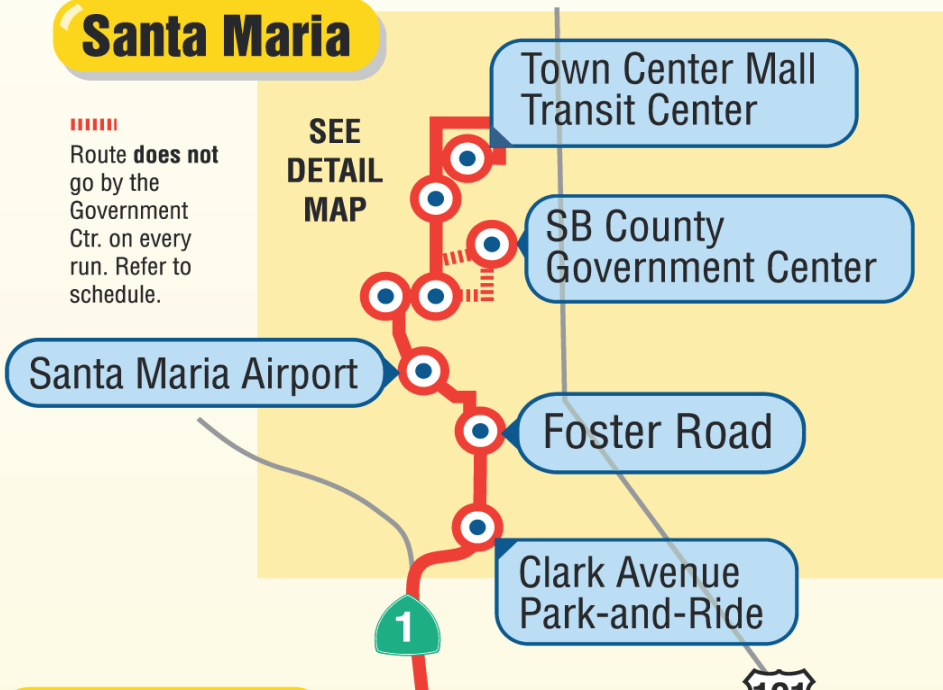 Santa Maria
Route does not
go by the
Government
Ctr. on every
run. Refer to
schedule.
SEE
DETAIL
MAP
Town Center Mall
Transit Center
SB County
Government Center
Santa Maria Airport
Foster Road
Clark Avenue
Park-and-Ride
1
101